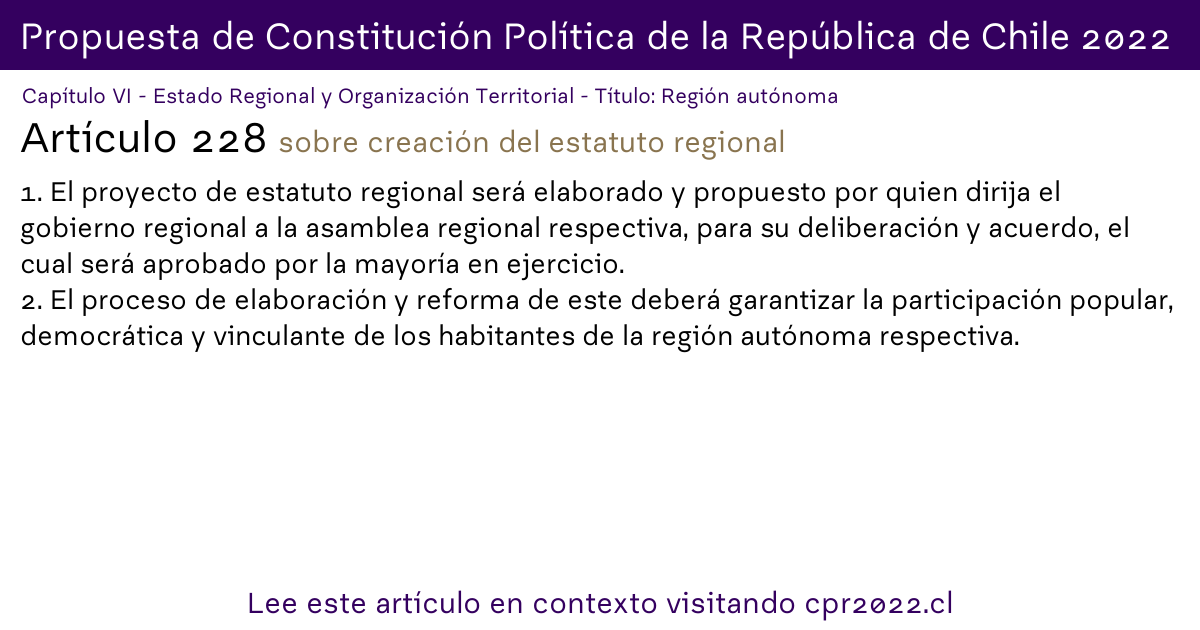 Propuesta de Constitución Política de la República de Chile 2022
Capítulo VI - Estado Regional y Organización Territorial - Título: Región autónoma
Artículo 228 sobre creación del estatuto regional
1. El proyecto de estatuto regional será elaborado y propuesto por quien dirija el
gobierno regional a la asamblea regional respectiva, para su deliberación y acuerdo, el
cual será aprobado por la mayoría en ejercicio.
2. El proceso de elaboración y reforma de este deberá garantizar la participación popular,
democrática y vinculante de los habitantes de la región autónoma respectiva.
Lee este artículo en contexto visitando cpr2022.cl